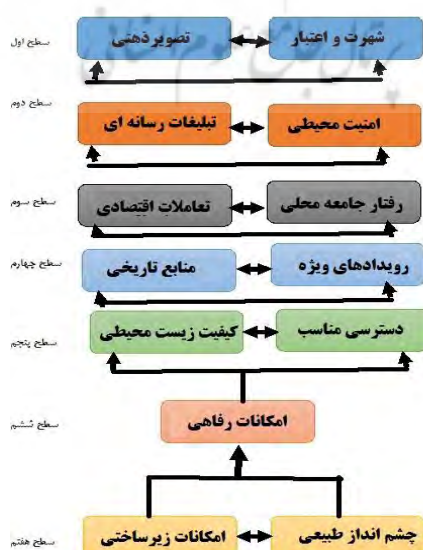 سطح اول
شهرت و اعتبار
تصویرذهنی
سطح دوم
امنیت محیطی
تبلیغات رسانه ای
سطح سوم
رفتار جامعه محلی
تعاملات اقتصادی
سطح چهارم
رویدادهای ویژه
منابع تاریخی
سطح پنجم
دسترسی مناسب
کیفیت زیست محیطی
سطح ششم
امکانات رفاهی
سطح هفتم
چشم انداز طبیعی
امکانات زیرساختی